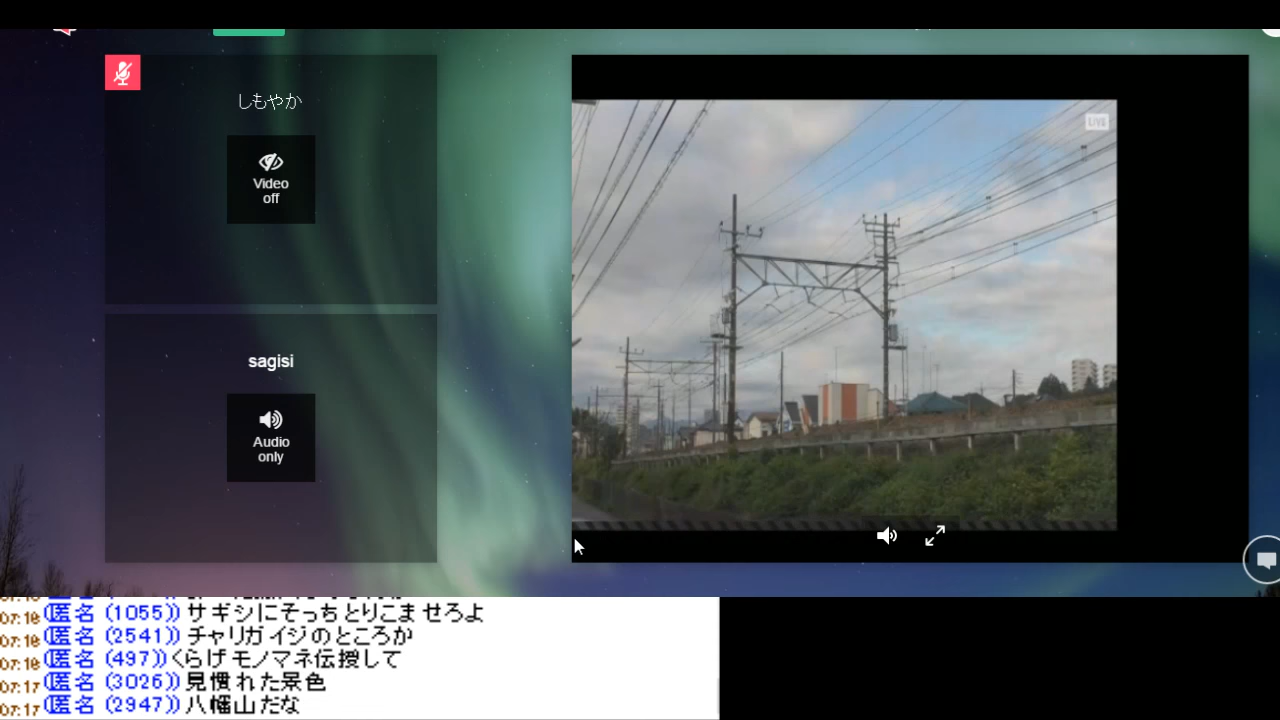 しもやか
Video
off
sagisi
Audio
only
LIVE
07:18 (匿名 (1055)) サギシにそっちとりこませろよ
07:18 (匿名 (2541)) チャリガイジのところか
07:18 (匿名 (497)) くらげモノマネ伝授して
07:17 (匿名 (3026)) 見慣れた景色
07:17 (匿名 (2947)) 八幡山だな